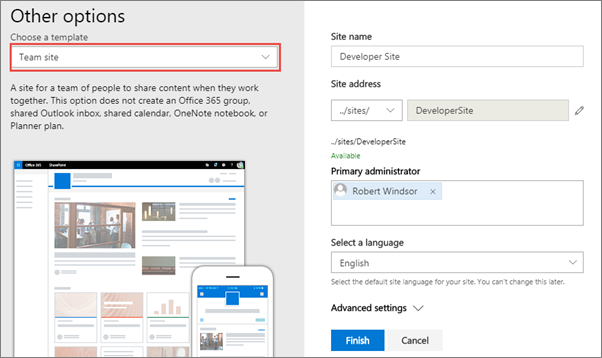 Other options
Choose a template
Team site
A site for a team of people to share content when they work
together. This option does not create an Office 365 group,
shared Outlook inbox, shared calendar, OneNote notebook, or
Planner plan.
Office 365
SharePoint
Site name
Developer Site
Site address
../sites/
DeveloperSite
../sites/DeveloperSite
Available
Primary administrator
Robert Windsor ×
Select a language
English
Select the default site language for your site. You can't change this later.
Advanced settings
Finish
Cancel